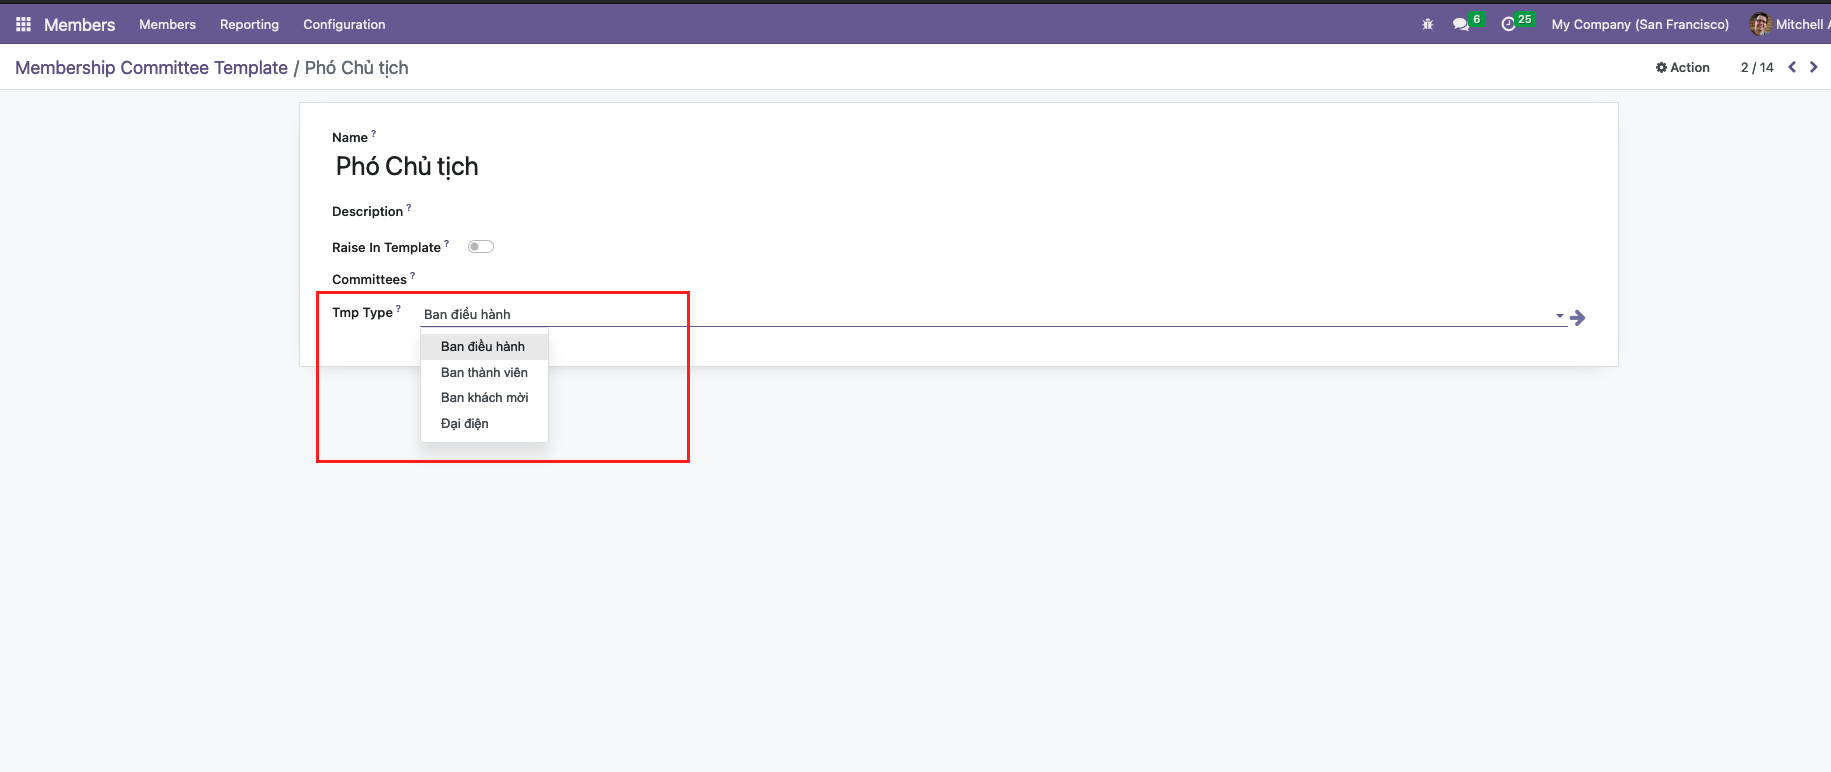 Members Members Reporting Configuration 6 25 My Company (San Francisco) Mitchell A
Membership Committee Template / Phó Chủ tịch Action 2 / 14
Name ?
Phó Chủ tịch
Description ?
Raise In Template ?
Committees ?
Tmp Type ? Ban điều hành
Ban điều hành
Ban thành viên
Ban khách mời
Đại điện